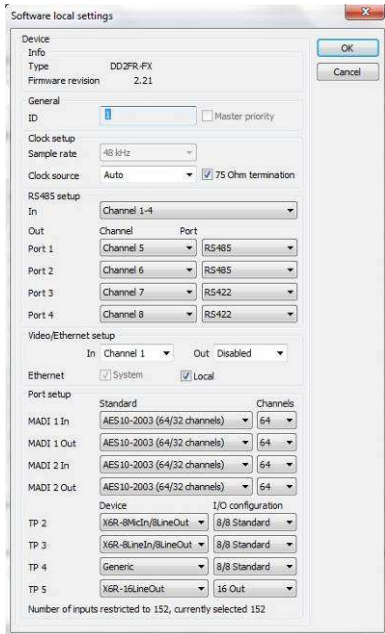 Software local settings
Device
Info
Type DD2FR-FX
Firmware revision 2.21
General
ID 1 Master priority
Clock setup
Sample rate 48 kHz
Clock source Auto 75 Ohm termination
RS485 setup
In Channel 1-4
Out Channel Port
Port 1 Channel 5 RS485
Port 2 Channel 6 RS485
Port 3 Channel 7 RS422
Port 4 Channel 8 RS422
Video/Ethernet setup
In Channel 1 Out Disabled
Ethernet System Local
Port setup
Standard Channels
MADI 1 In AES10-2003 (64/32 channels) 64
MADI 1 Out AES10-2003 (64/32 channels) 64
MADI 2 In AES10-2003 (64/32 channels) 64
MADI 2 Out AES10-2003 (64/32 channels) 64
Device I/O configuration
TP 2 X6R-8MicIn/8LineOut 8/8 Standard
TP 3 X6R-8LineIn/8LineOut 8/8 Standard
TP 4 Generic 8/8 Standard
TP 5 X6R-16LineOut 16 Out
Number of inputs restricted to 152, currently selected 152
OK
Cancel